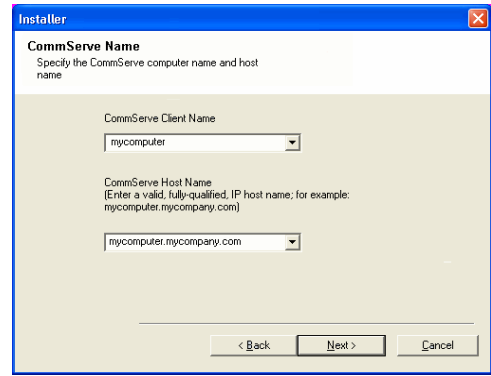 Installer
CommServe Name
Specify the CommServe computer name and host
name
CommServe Client Name
mycomputer
CommServe Host Name
(Enter a valid, fully-qualified, IP host name; for example:
mycomputer.mycompany.com)
mycomputer.mycompany.com
< Back
Next >
Cancel